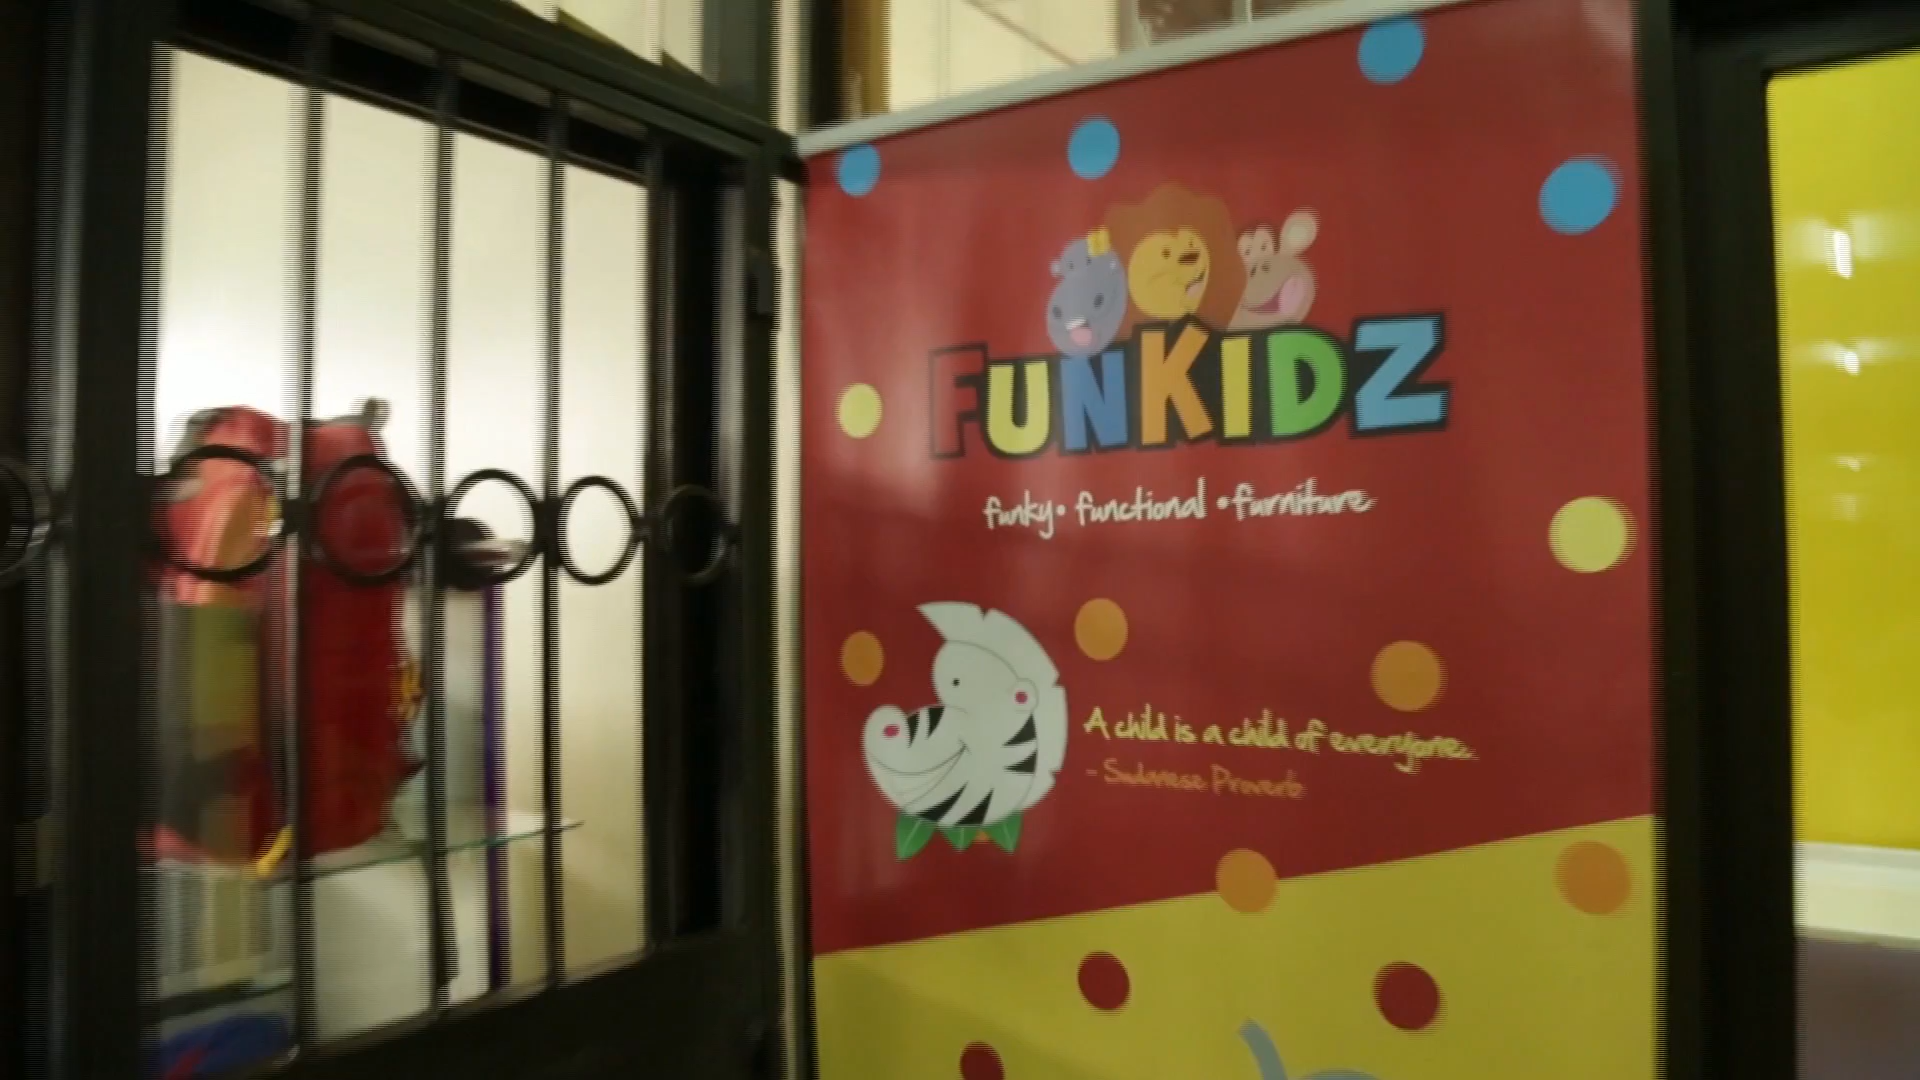 FUNKIDZ
funky • functional • furniture
A child is a child of everyone.
- Sudanese Proverb